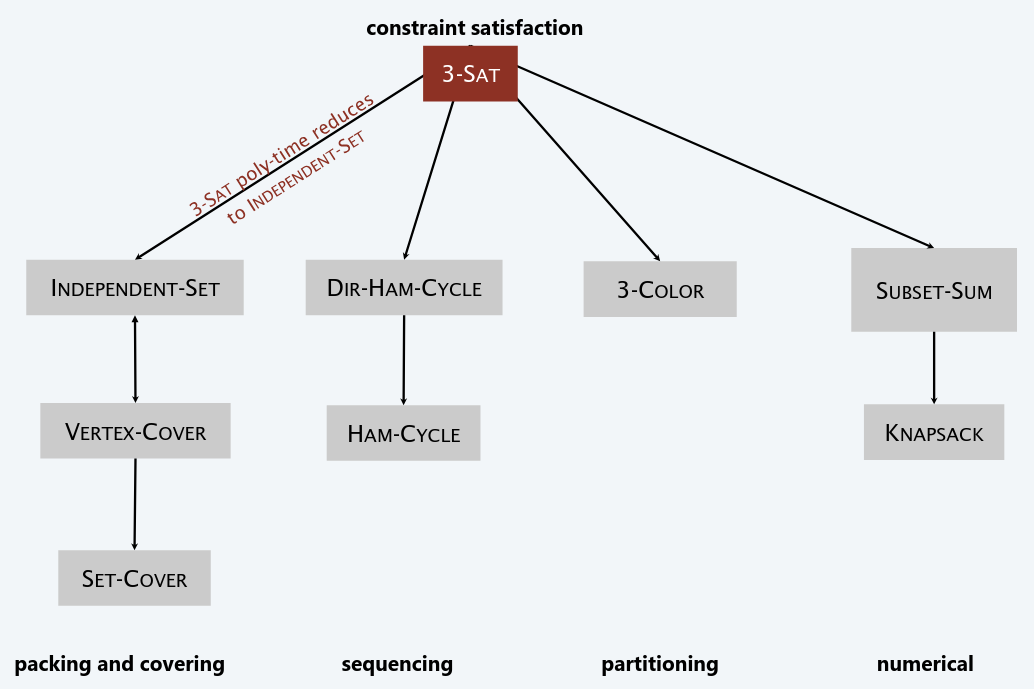 constraint satisfaction
3-SAT
3-SAT poly-time reduces
to INDEPENDENT-SET
INDEPENDENT-SET
DIR-HAM-CYCLE
3-COLOR
SUBSET-SUM
VERTEX-COVER
HAM-CYCLE
KNAPSACK
SET-COVER
packing and covering
sequencing
partitioning
numerical